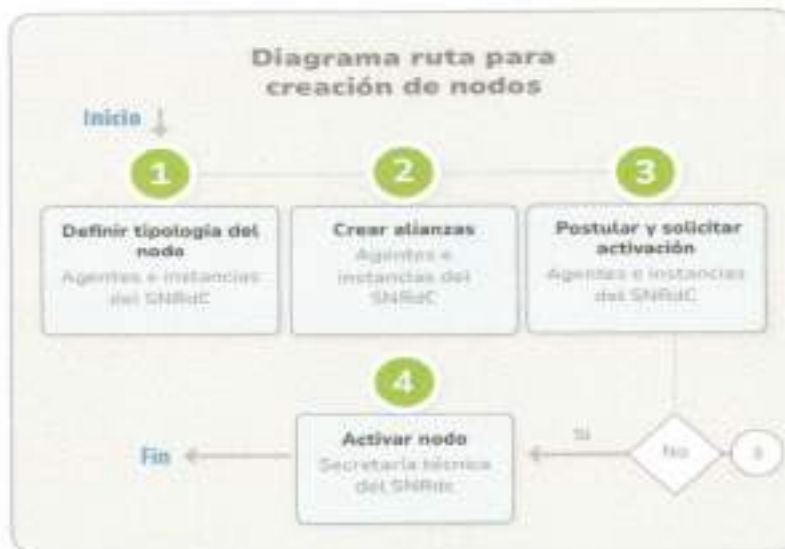 Diagrama ruta para
creación de nodos
Inicio
1
2
3
Definir tipología del
nodo
Agentes e instancias
del SNRdC
Crear alianzas
Agentes e
instancias del
SNRdC
Postular y solicitar
activación
Agentes e instancias
del SNRdC
4
Activar nodo
Secretaría técnica
del SNRdc
Fin
Si
No
3